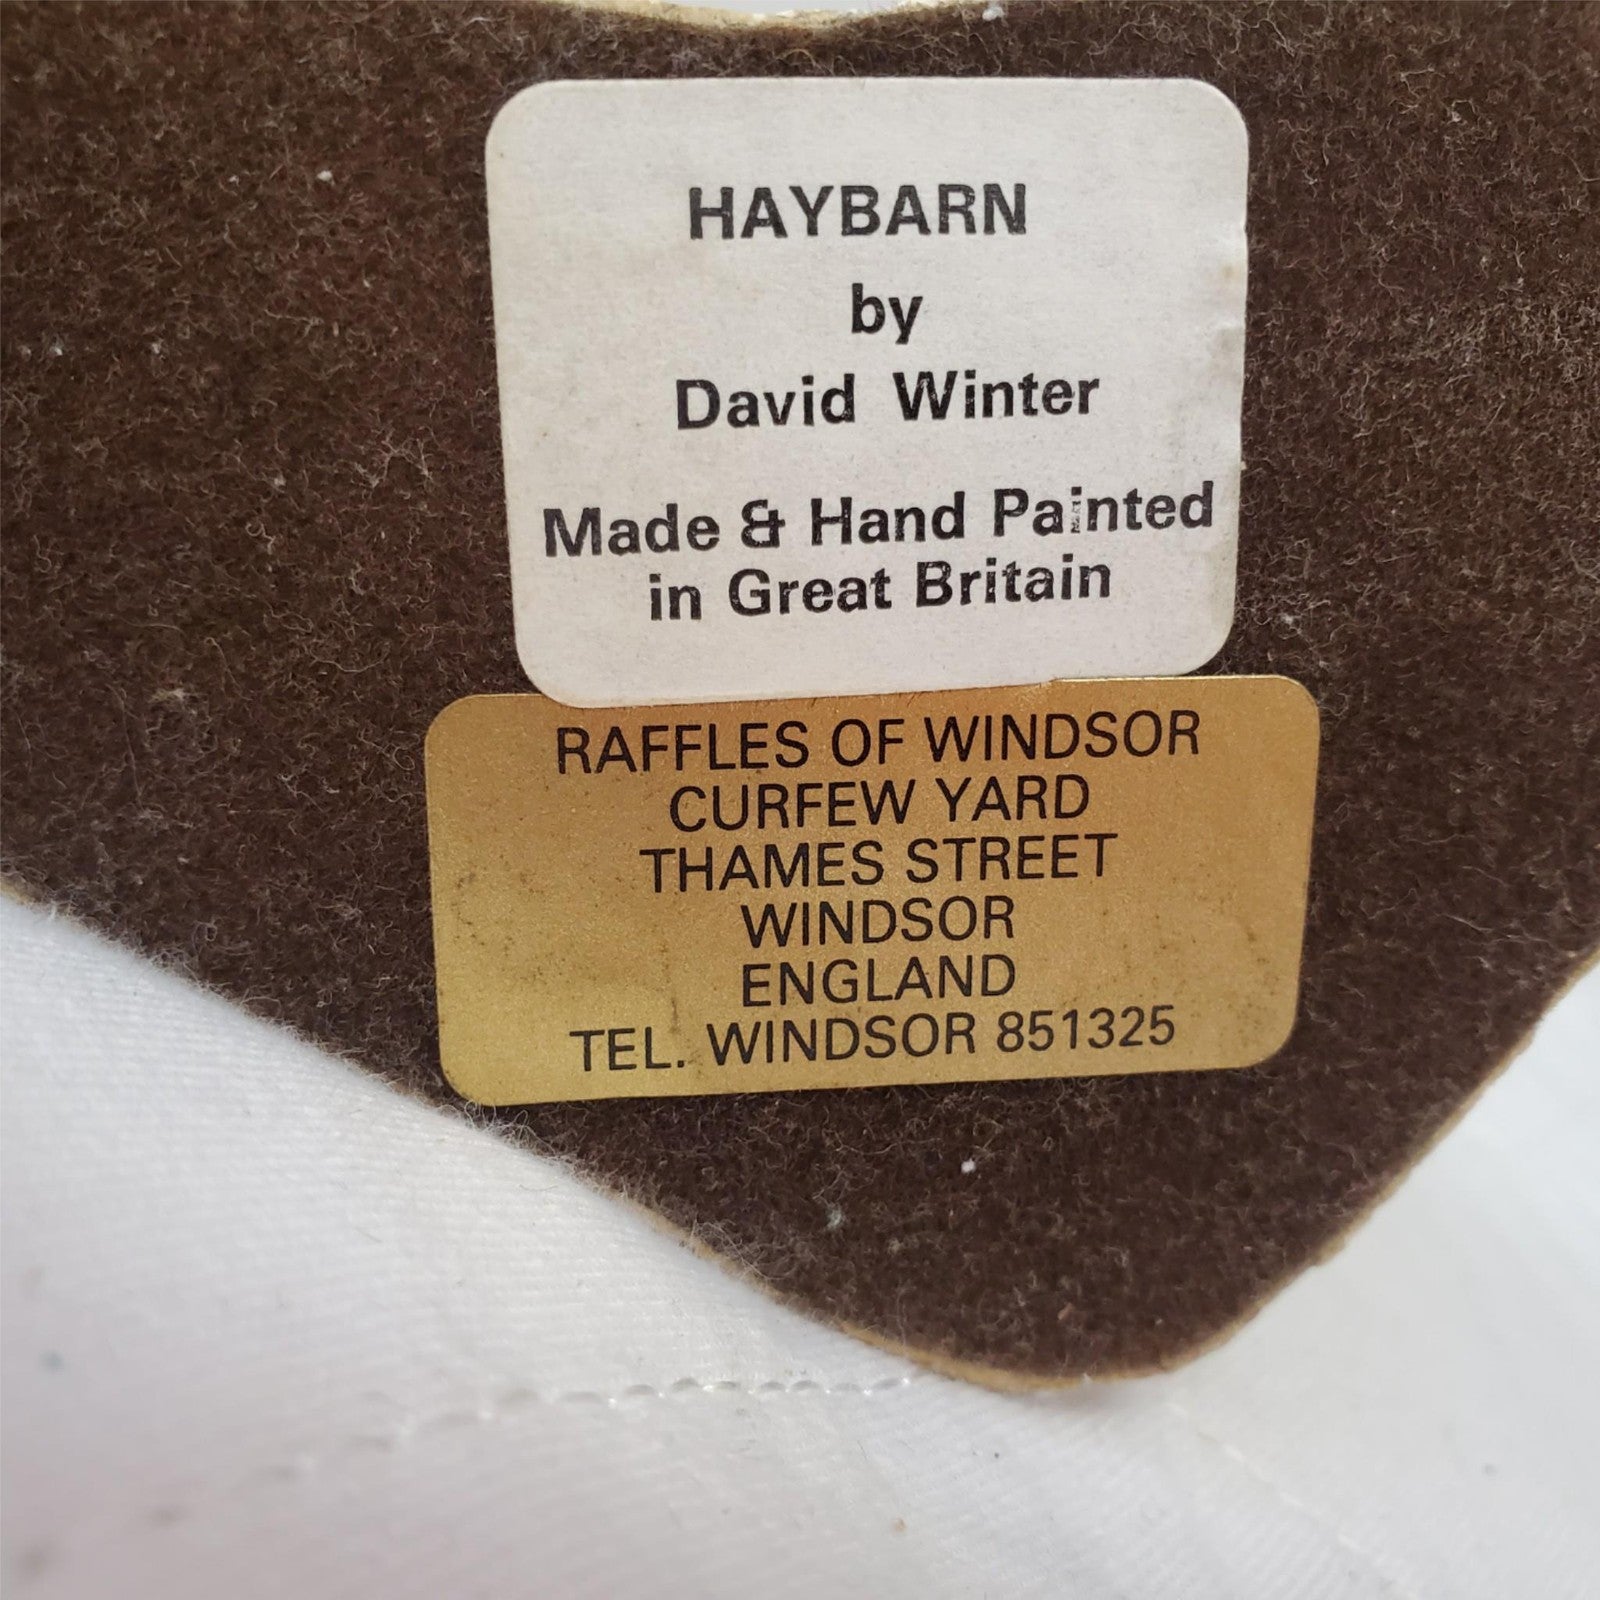 HAYBARN
by
David Winter
Made & Hand Painted
in Great Britain
RAFFLES OF WINDSOR
CURFEW YARD
THAMES STREET
WINDSOR
ENGLAND
TEL. WINDSOR 851325